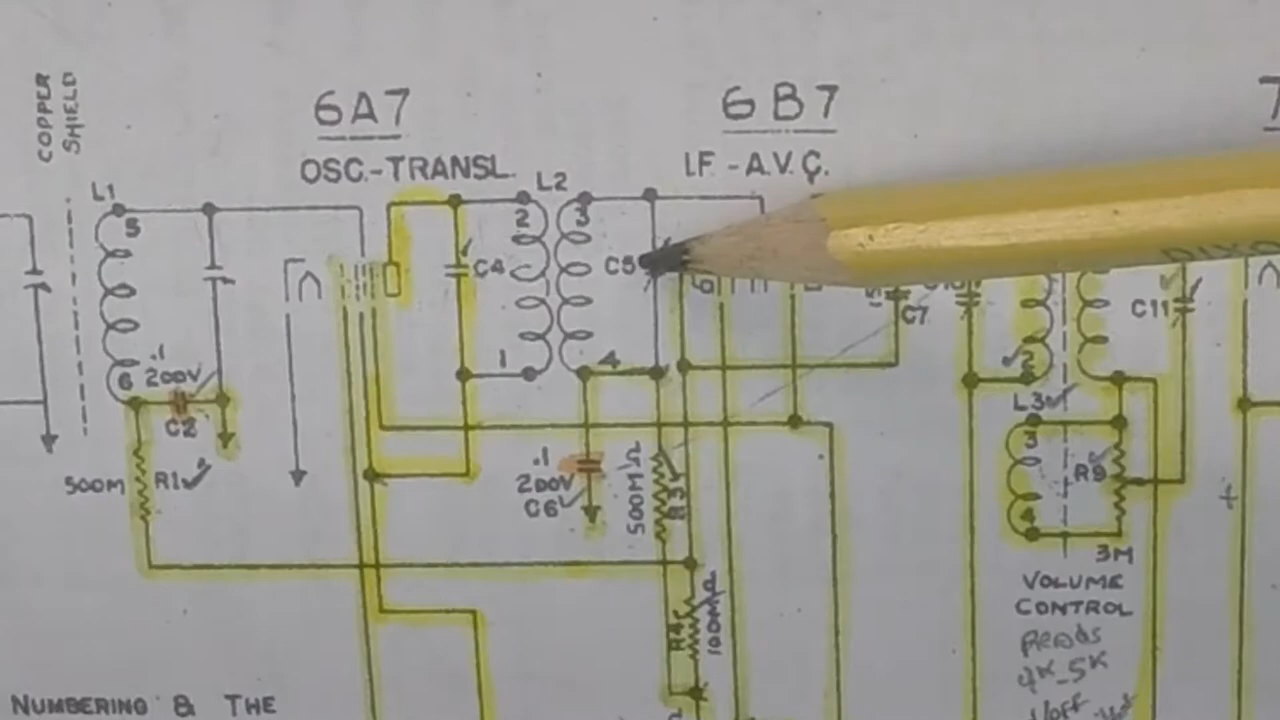 COPPER
SHIELD
6A7
OSC.-TRANSL.
6B7
I.F.-A.V.C.
L1
5
6
.1
200V
C2
500M
R1
L2
2
3
C4
C5
1
4
.1
200V
C6
500MΩ
R3
R4
100MΩ
C7
C11
2
L3
3
R9
4
3M
VOLUME
CONTROL
Reads
4K-5K
NUMBERING & THE